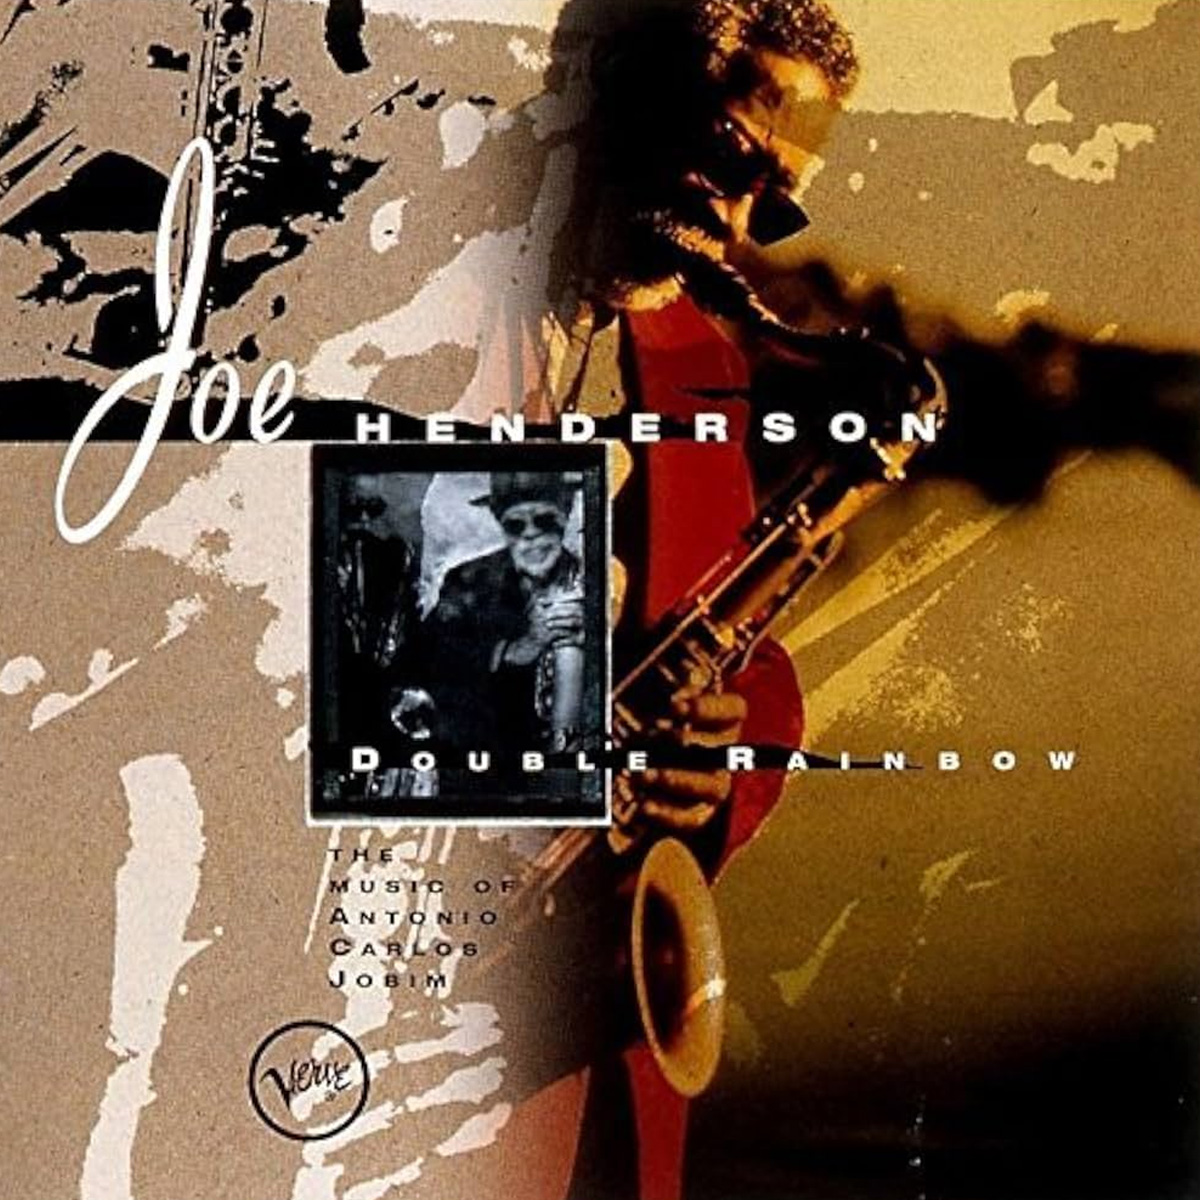 Joe HENDERSON
DOUBLE RAINBOW
THE
MUSIC OF
ANTONIO
CARLOS
JOBIM
VERVE